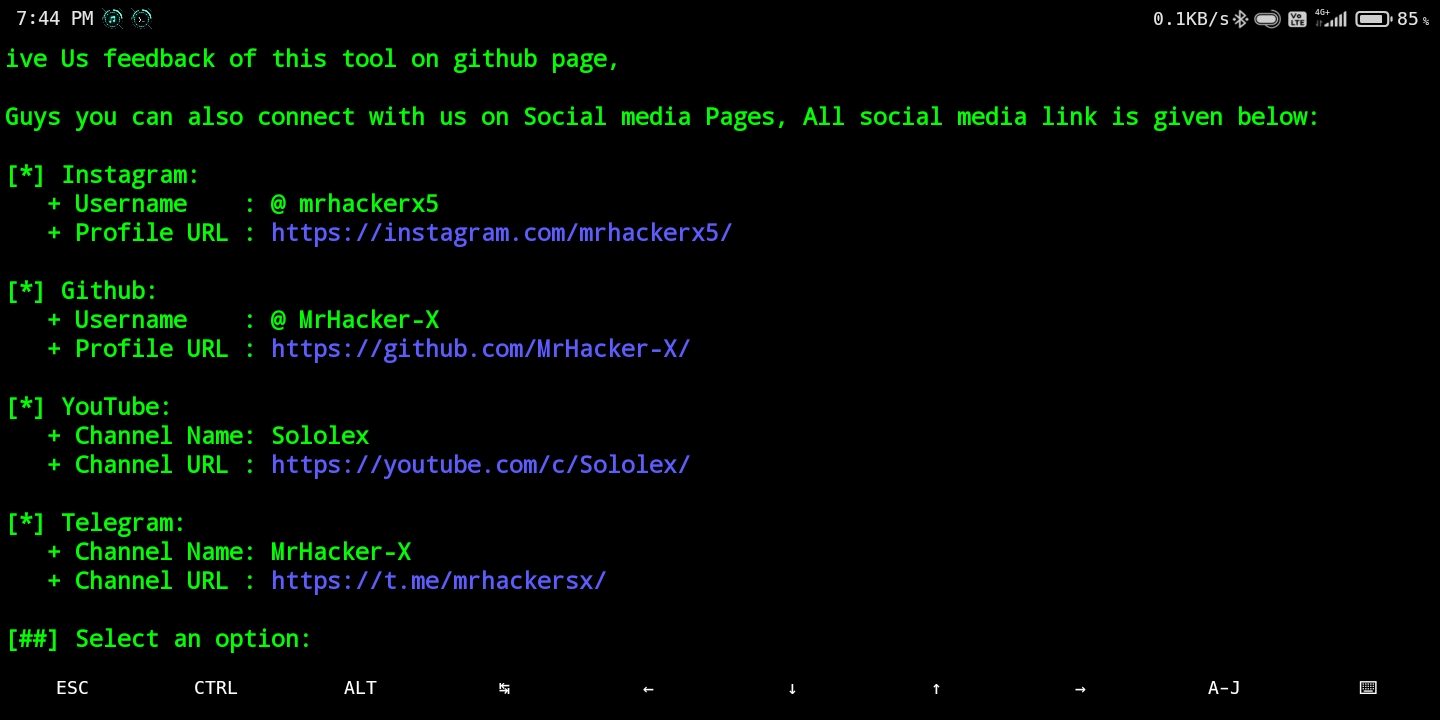 7:44 PM 0.1KB/s Vo LTE 4G+ 85 %
ive Us feedback of this tool on github page,
Guys you can also connect with us on Social media Pages, All social media link is given below:
[*] Instagram:
+ Username : @ mrhackerx5
+ Profile URL : https://instagram.com/mrhackerx5/
[*] Github:
+ Username : @ MrHacker-X
+ Profile URL : https://github.com/MrHacker-X/
[*] YouTube:
+ Channel Name: Sololex
+ Channel URL : https://youtube.com/c/Sololex/
[*] Telegram:
+ Channel Name: MrHacker-X
+ Channel URL : https://t.me/mrhackersx/
[##] Select an option:
ESC CTRL ALT ↹ ← ↓ ↑ → A-J ⌨